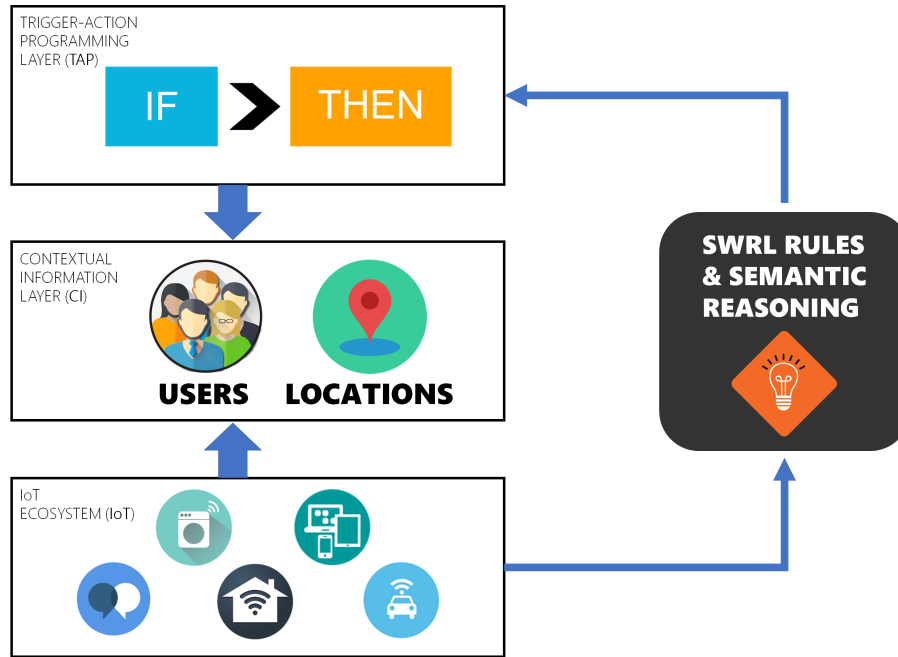 TRIGGER-ACTION
PROGRAMMING
LAYER (TAP)
IF
THEN
CONTEXTUAL
INFORMATION
LAYER (CI)
USERS
LOCATIONS
IoT
ECOSYSTEM (IoT)
SWRL RULES
& SEMANTIC
REASONING